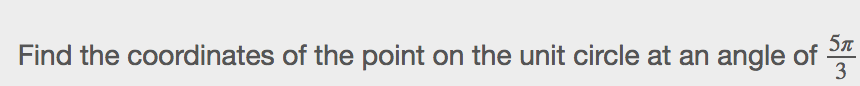 Find the coordinates of the point on the unit circle at an angle of 5π/3